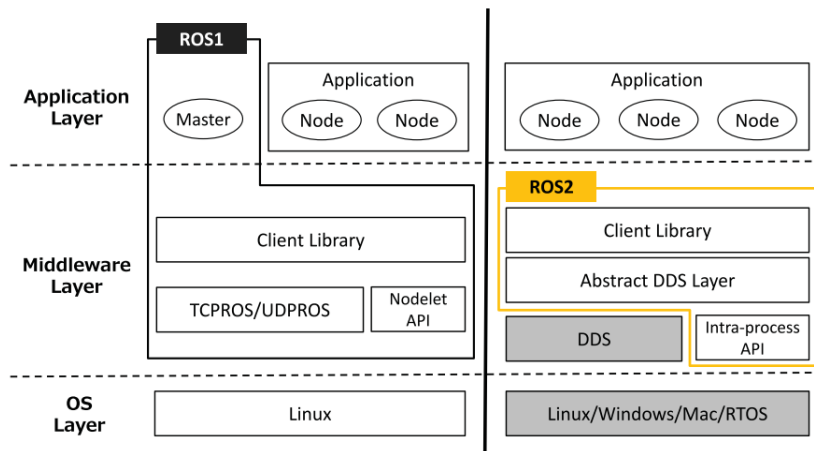 ROS1
Application
Layer
Master
Application
Node
Node
Application
Node
Node
Node
Middleware
Layer
Client Library
TCPROS/UDPROS
Nodelet
API
ROS2
Client Library
Abstract DDS Layer
DDS
Intra-process
API
OS
Layer
Linux
Linux/Windows/Mac/RTOS